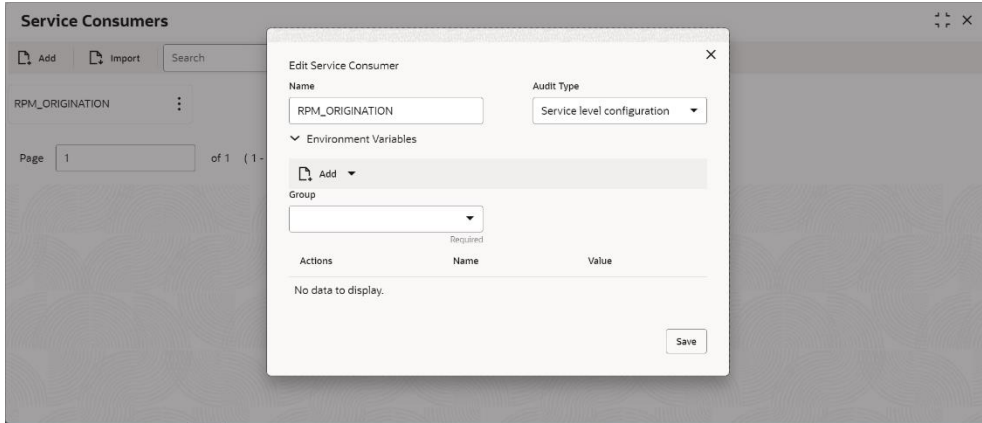 Service Consumers
Add Import Search
RPM_ORIGINATION
Page 1 of 1 (1 -
Edit Service Consumer
Name Audit Type
RPM_ORIGINATION Service level configuration
Environment Variables
Add
Group
Required
Actions Name Value
No data to display.
Save